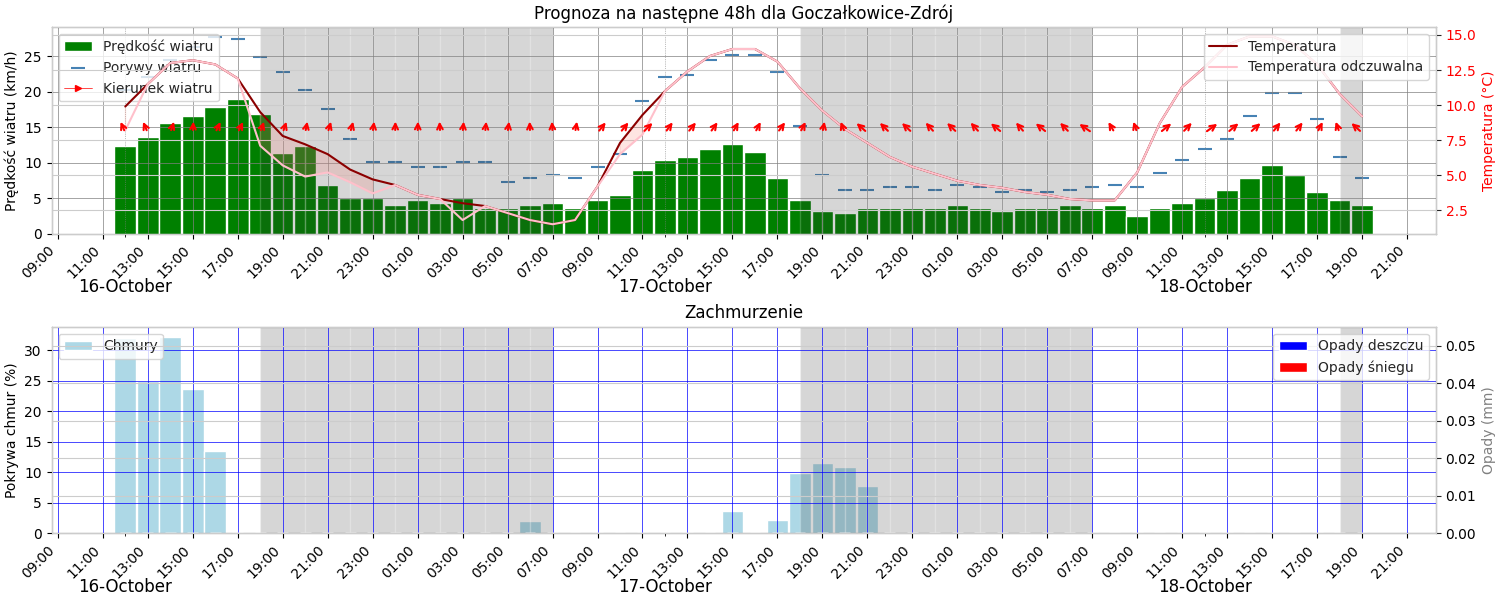 Prognoza na następne 48h dla Goczałkowice-Zdrój
Prędkość wiatru (km/h)
25
20
15
10
5
0
Prędkość wiatru
Porywy wiatru
Kierunek wiatru
Temperatura
Temperatura odczuwalna
15.0
12.5
10.0
7.5
5.0
2.5
Temperatura (°C)
09:00 11:00 13:00 15:00 17:00 19:00 21:00 23:00 01:00 03:00 05:00 07:00 09:00 11:00 13:00 15:00 17:00 19:00 21:00 23:00 01:00 03:00 05:00 07:00 09:00 11:00 13:00 15:00 17:00 19:00 21:00
16-October 17-October 18-October
Zachmurzenie
Pokrywa chmur (%)
30
25
20
15
10
5
0
Chmury
Opady deszczu
Opady śniegu
0.05
0.04
0.03
0.02
0.01
0.00
Opady (mm)
09:00 11:00 13:00 15:00 17:00 19:00 21:00 23:00 01:00 03:00 05:00 07:00 09:00 11:00 13:00 15:00 17:00 19:00 21:00 23:00 01:00 03:00 05:00 07:00 09:00 11:00 13:00 15:00 17:00 19:00 21:00
16-October 17-October 18-October